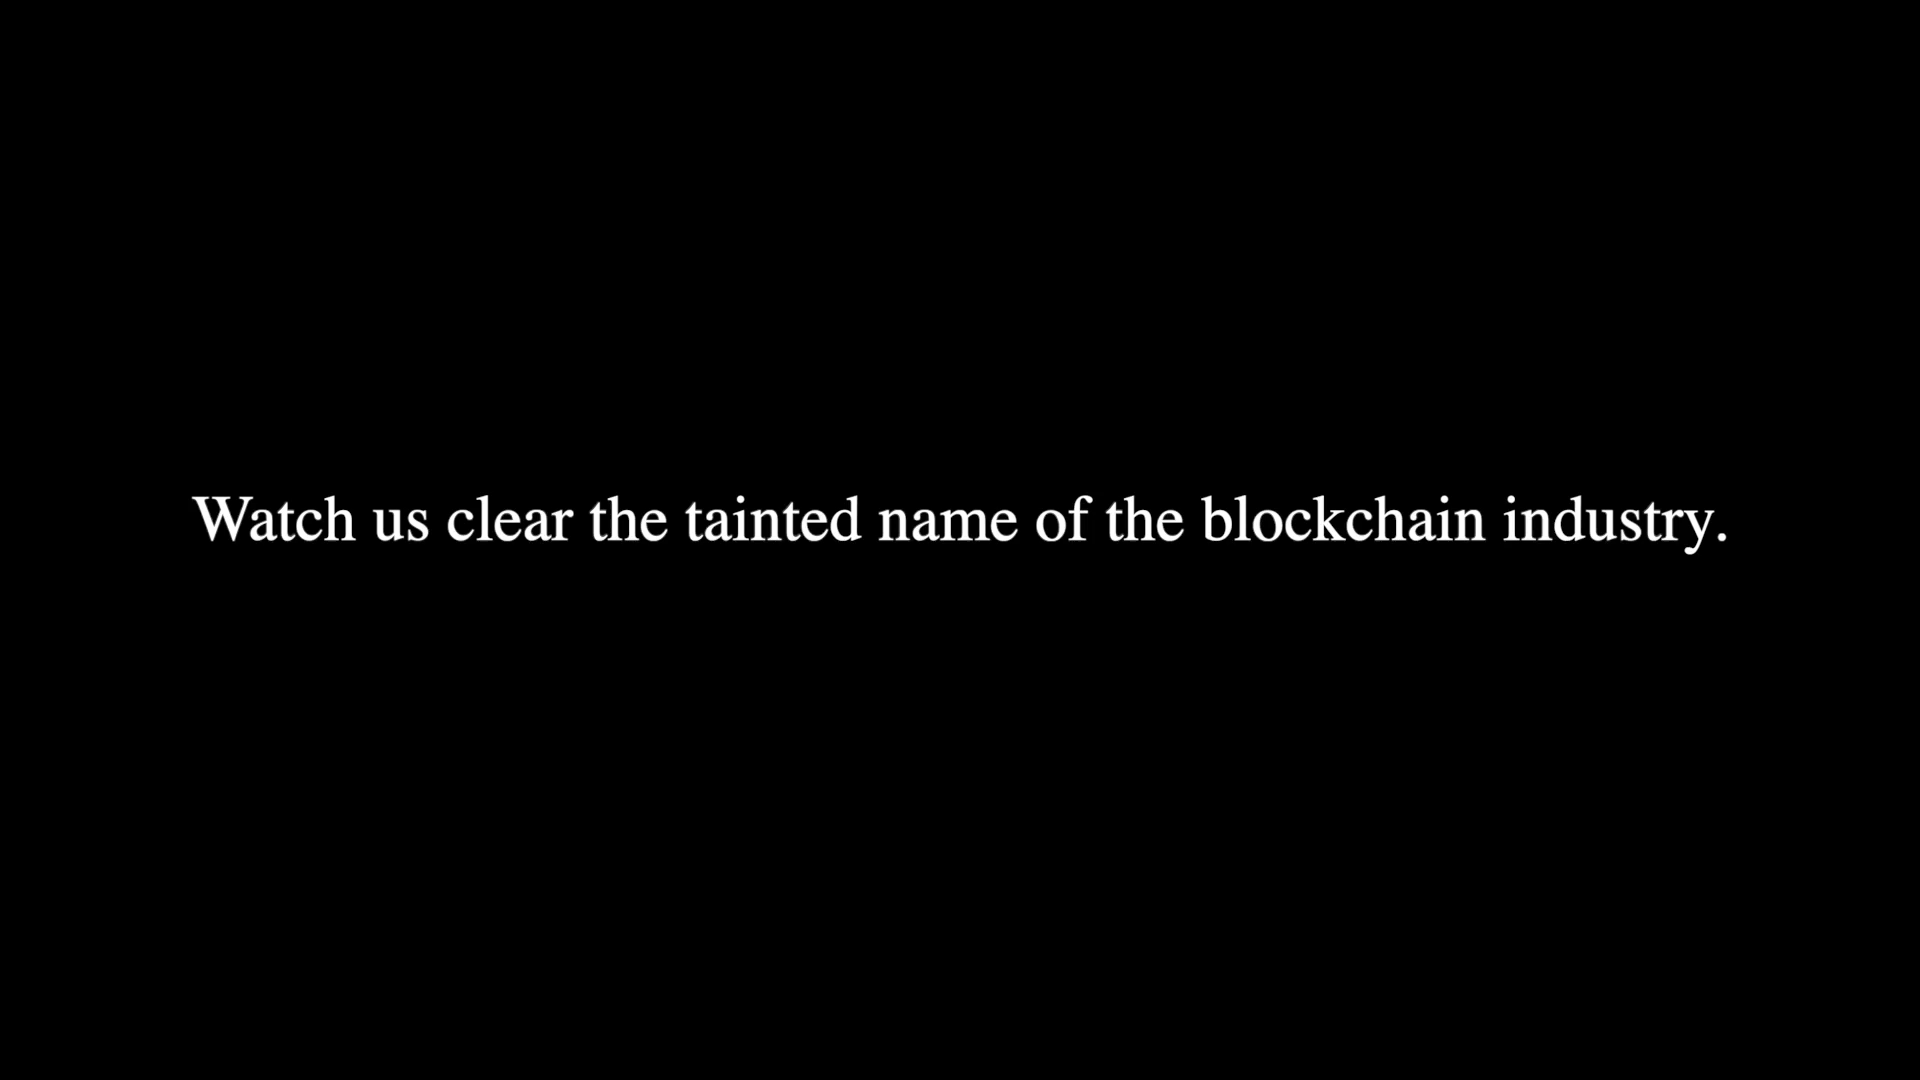 Watch us clear the tainted name of the blockchain industry.